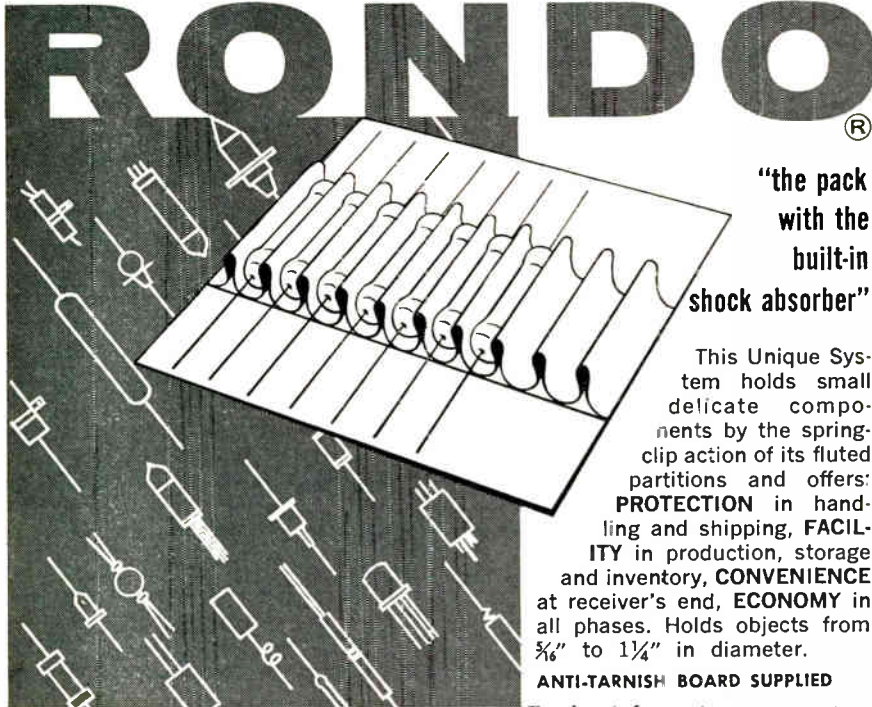 RONDO
®
"the pack
with the
built-in
shock absorber"
This Unique Sys-
tem holds small
delicate compo-
nents by the spring-
clip action of its fluted
partitions and offers:
PROTECTION in hand-
ling and shipping, FACIL-
ITY in production, storage
and inventory, CONVENIENCE
at receiver's end, ECONOMY in
all phases. Holds objects from
5/16" to 1 1/4" in diameter.
ANTI-TARNISH BOARD SUPPLIED